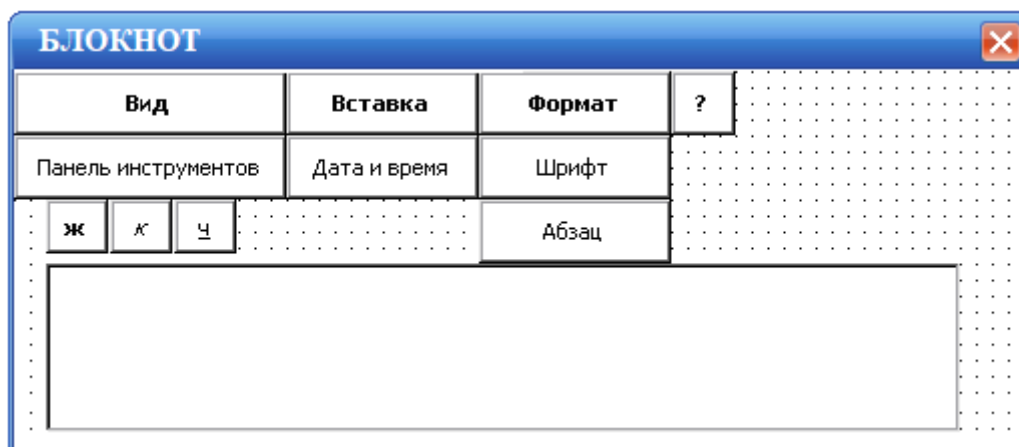 БЛОКНОТ
Вид Вставка Формат ?
Панель инструментов Дата и время Шрифт
ж к ч Абзац